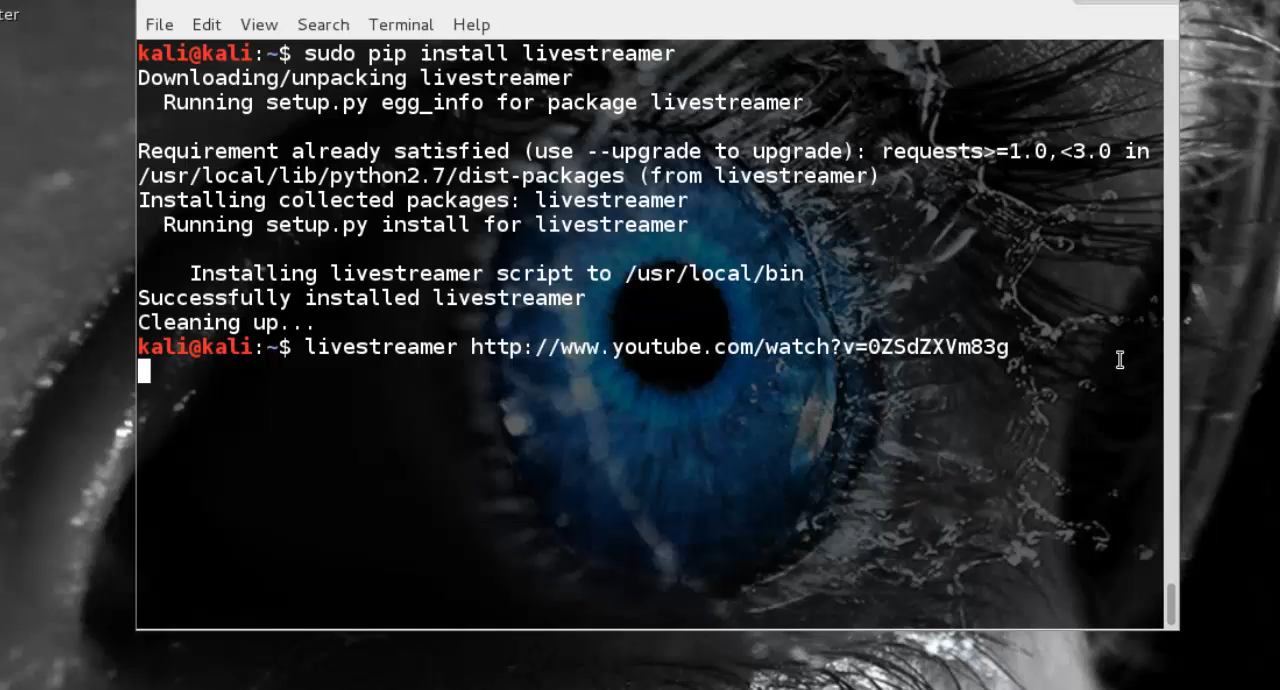 ter
File Edit View Search Terminal Help
kali@kali:~$ sudo pip install livestreamer
Downloading/unpacking livestreamer
  Running setup.py egg_info for package livestreamer
Requirement already satisfied (use --upgrade to upgrade): requests>=1.0,<3.0 in
/usr/local/lib/python2.7/dist-packages (from livestreamer)
Installing collected packages: livestreamer
  Running setup.py install for livestreamer
    Installing livestreamer script to /usr/local/bin
Successfully installed livestreamer
Cleaning up...
kali@kali:~$ livestreamer http://www.youtube.com/watch?v=0ZSdZXVm83g